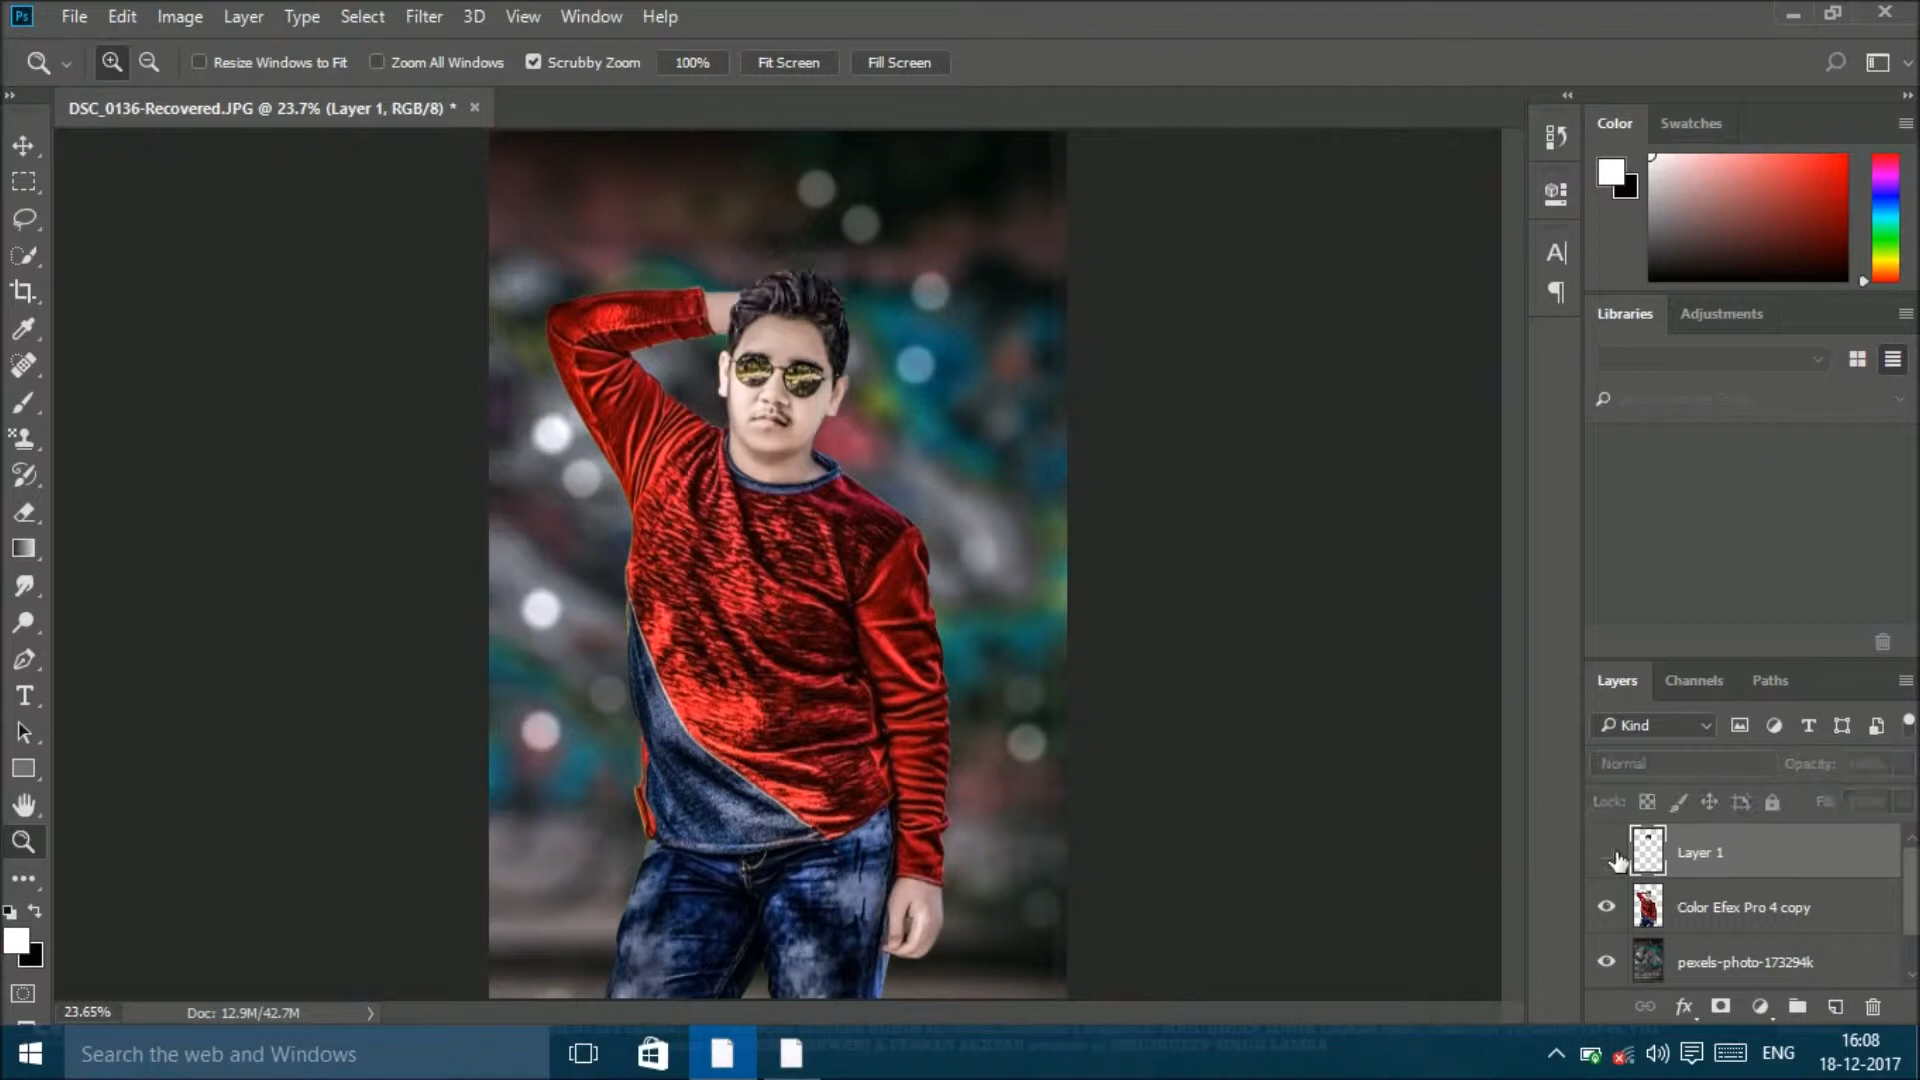 Ps File Edit Image Layer Type Select Filter 3D View Window Help
Resize Windows to Fit Zoom All Windows Scrubby Zoom 100% Fit Screen Fill Screen
DSC_0136-Recovered.JPG @ 23.7% (Layer 1, RGB/8) *
Color Swatches
Libraries Adjustments
Layers Channels Paths
Kind
Normal Opacity:
Lock: Fill
Layer 1
Color Efex Pro 4 copy
pexels-photo-173294k
23.65% Doc: 12.9M/42.7M
Search the web and Windows
ENG
16:08
18-12-2017